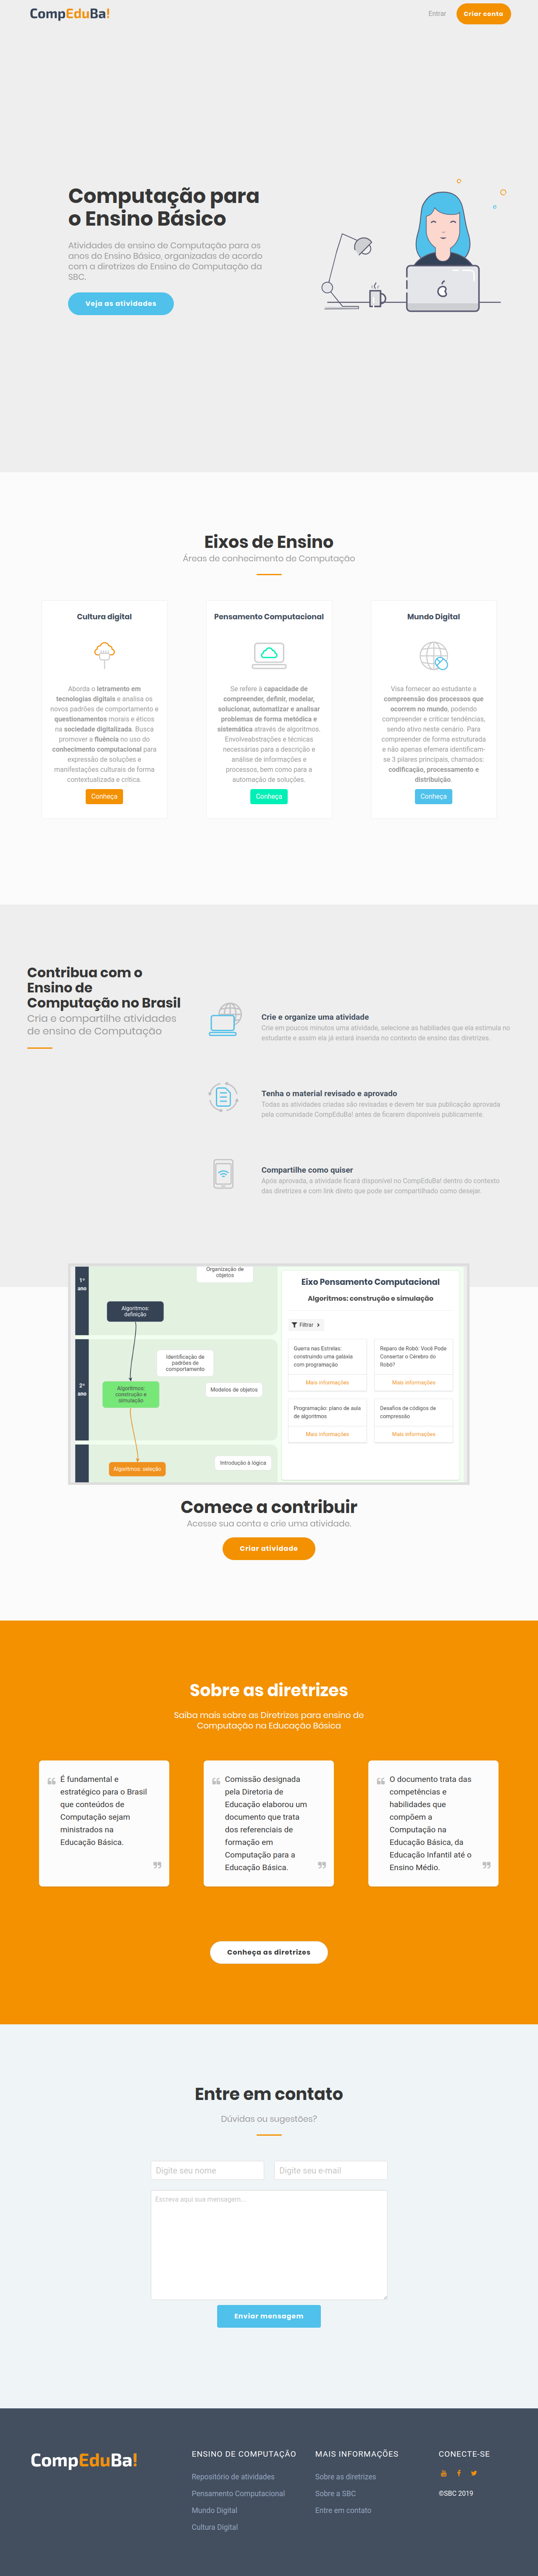 CompEduBa!
Entrar
Criar conta
Computação para
o Ensino Básico
Atividades de ensino de Computação para os
anos do Ensino Básico, organizadas de acordo
com a diretrizes de Ensino de Computação da
SBC.
Veja as atividades
Eixos de Ensino
Áreas de conhecimento de Computação
Cultura digital
Aborda o letramento em
tecnologias digitais e analisa os
novos padrões de comportamento e
questionamentos morais e éticos
na sociedade digitalizada. Busca
promover a fluência no uso do
conhecimento computacional para
expressão de soluções e
manifestações culturais de forma
contextualizada e crítica.
Conheça
Pensamento Computacional
Se refere à capacidade de
compreender, definir, modelar,
solucionar, automatizar e analisar
problemas de forma metódica e
sistemática através de algoritmos.
Envolveabstrações e técnicas
necessárias para a descrição e
análise de informações e
processos, bem como para a
automação de soluções.
Conheça
Mundo Digital
Visa fornecer ao estudante a
compreensão dos processos que
ocorrem no mundo, podendo
compreender e criticar tendências,
sendo ativo neste cenário. Para
compreender de forma estruturada
e não apenas efemera identificam-
se 3 pilares principais, chamados:
codificação, processamento e
distribuição.
Conheça
Contribua com o
Ensino de
Computação no Brasil
Cria e compartilhe atividades
de ensino de Computação
Crie e organize uma atividade
Crie em poucos minutos uma atividade, selecione as habiliades que ela estimula no
estudante e assim ela já estará inserida no contexto de ensino das diretrizes.
Tenha o material revisado e aprovado
Todas as atividades criadas são revisadas e devem ter sua publicação aprovada
pela comunidade CompEduBa! antes de ficarem disponíveis publicamente.
Compartilhe como quiser
Após aprovada, a atividade ficará disponível no CompEduBa! dentro do contexto
das diretrizes e com link direto que pode ser compartilhado como desejar.
1º
ano
Organização de
objetos
Algoritmos:
definição
2º
ano
Identificação de
padrões de
comportamento
Algoritmos:
construção e
simulação
Modelos de objetos
Algoritmos: seleção
Introdução à lógica
Eixo Pensamento Computacional
Algoritmos: construção e simulação
Filtrar
Guerra nas Estrelas:
construindo uma galáxia
com programação
Mais informações
Reparo de Robô: Você Pode
Consertar o Cérebro do
Robô?
Mais informações
Programação: plano de aula
de algoritmos
Mais informações
Desafios de códigos de
compressão
Mais informações
Comece a contribuir
Acesse sua conta e crie uma atividade.
Criar atividade
Sobre as diretrizes
Saiba mais sobre as Diretrizes para ensino de
Computação na Educação Básica
É fundamental e
estratégico para o Brasil
que conteúdos de
Computação sejam
ministrados na
Educação Básica.
Comissão designada
pela Diretoria de
Educação elaborou um
documento que trata
dos referenciais de
formação em
Computação para a
Educação Básica.
O documento trata das
competências e
habilidades que
compõem a
Computação na
Educação Básica, da
Educação Infantil até o
Ensino Médio.
Conheça as diretrizes
Entre em contato
Dúvidas ou sugestões?
Digite seu nome
Digite seu e-mail
Escreva aqui sua mensagem...
Enviar mensagem
CompEduBa!
ENSINO DE COMPUTAÇÃO
Repositório de atividades
Pensamento Computacional
Mundo Digital
Cultura Digital
MAIS INFORMAÇÕES
Sobre as diretrizes
Sobre a SBC
Entre em contato
CONECTE-SE
©SBC 2019